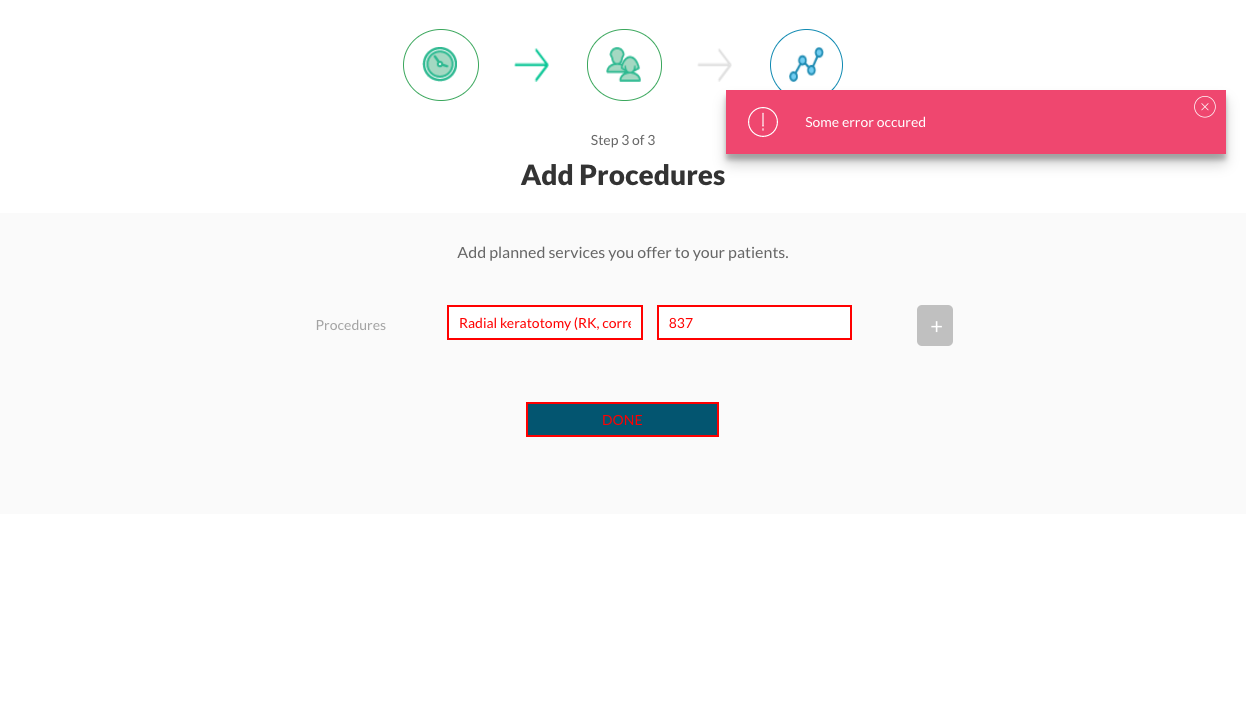 Some error occured
Step 3 of 3
Add Procedures
Add planned services you offer to your patients.
Procedures
Radial keratotomy (RK, corre
837
+
DONE